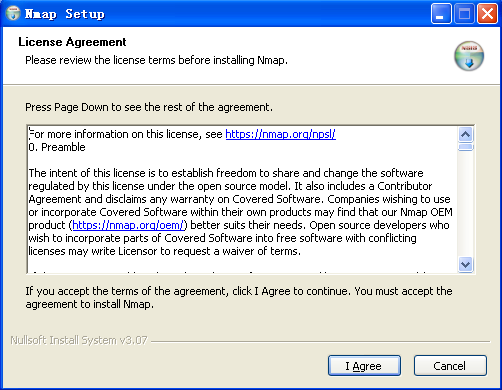 Nmap Setup
License Agreement
Please review the license terms before installing Nmap.
Press Page Down to see the rest of the agreement.
For more information on this license, see https://nmap.org/npsl/
0. Preamble
The intent of this license is to establish freedom to share and change the software
regulated by this license under the open source model. It also includes a Contributor
Agreement and disclaims any warranty on Covered Software. Companies wishing to use
or incorporate Covered Software within their own products may find that our Nmap OEM
product (https://nmap.org/oem/) better suits their needs. Open source developers who
wish to incorporate parts of Covered Software into free software with conflicting
licenses may write Licensor to request a waiver of terms.
If you accept the terms of the agreement, click I Agree to continue. You must accept the
agreement to install Nmap.
Nullsoft Install System v3.07
I Agree
Cancel